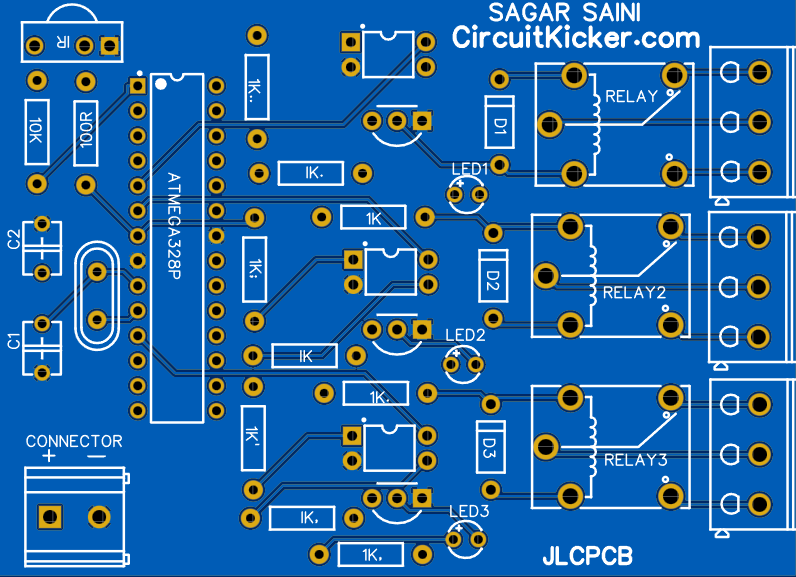 SAGAR SAINI
CircuitKicker.com
IR
10K
100R
1K..
D1
RELAY
1K.
LED1
ATMEGA328P
1K
C2
1K:
D2
RELAY2
C1
1K
LED2
1K.
CONNECTOR
+ −
1K'
D3
RELAY3
1K.
LED3
1K.
JLCPCB